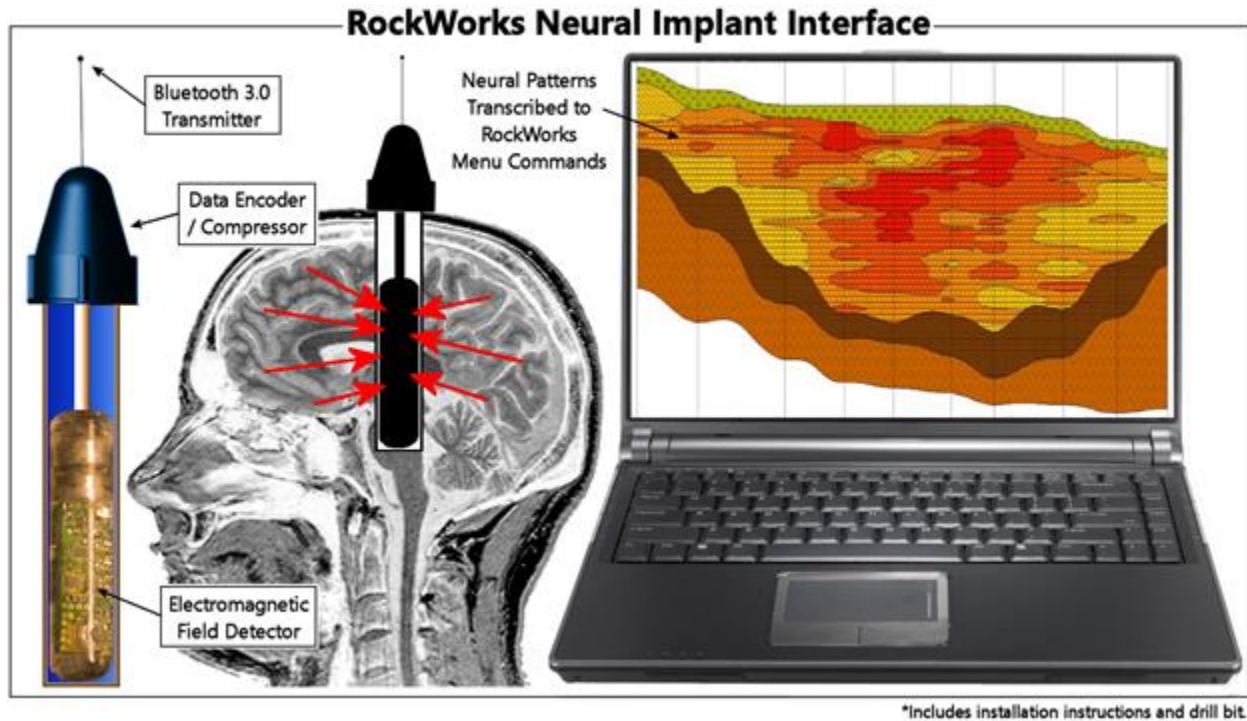 RockWorks Neural Implant Interface
Bluetooth 3.0
Transmitter
Data Encoder
/ Compressor
Electromagnetic
Field Detector
Neural Patterns
Transcribed to
RockWorks
Menu Commands
*Includes installation instructions and drill bit.